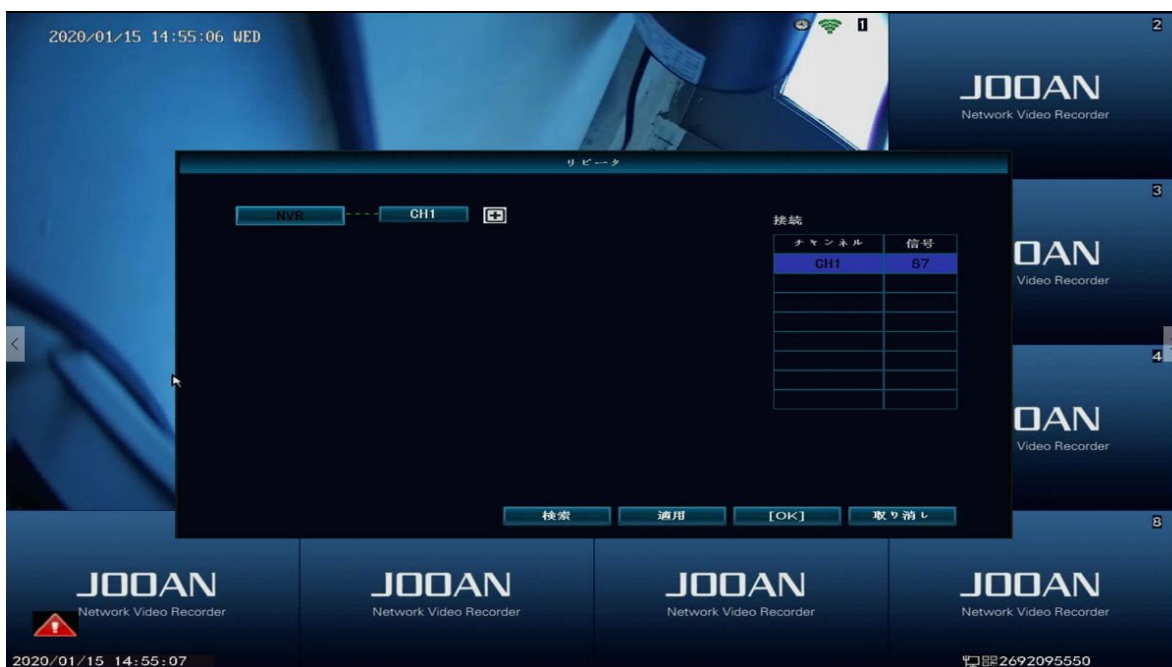 2020/01/15 14:55:06 WED
1
2
JOOAN
Network Video Recorder
リピータ
NVR
CH1
接続
チャンネル 信号
CH1 87
3
OAN
Video Recorder
4
OAN
Video Recorder
検索 適用 [OK] 取り消し
8
JOOAN
Network Video Recorder
JOOAN
Network Video Recorder
JOOAN
Network Video Recorder
JOOAN
Network Video Recorder
2020/01/15 14:55:07
2692095550